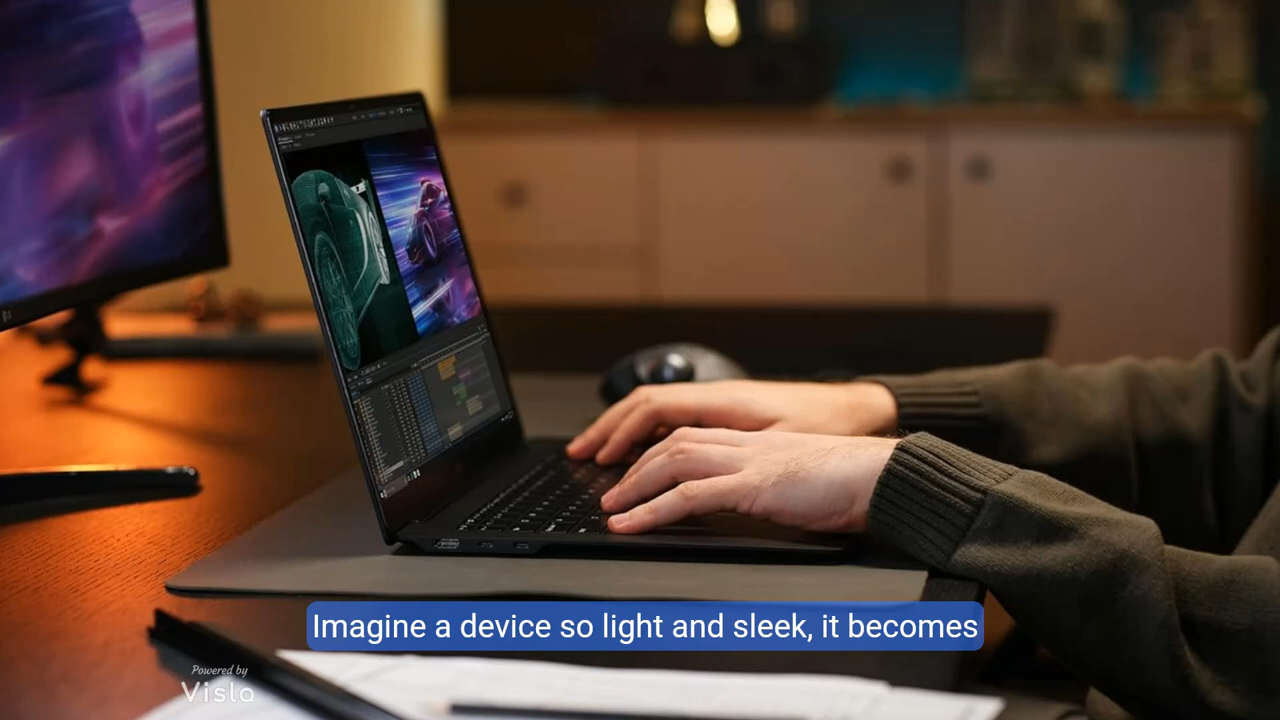 Imagine a device so light and sleek, it becomes
Powered by
Visla